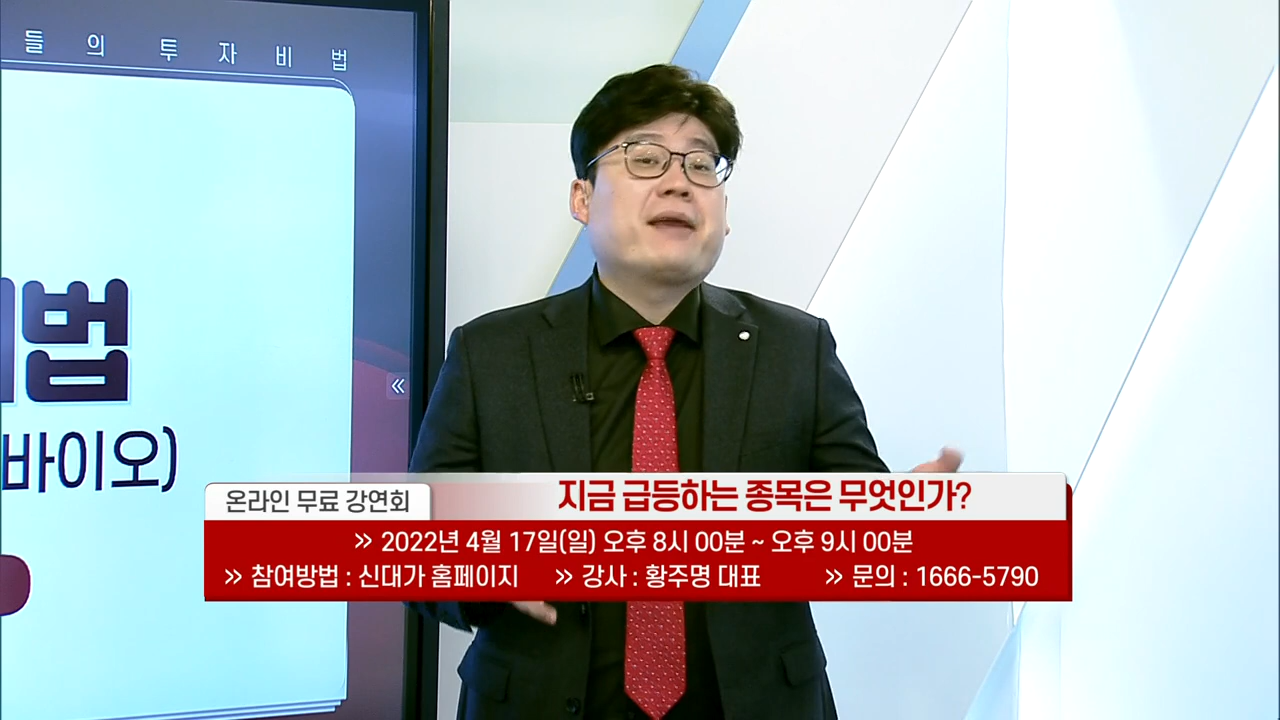 들의 투자비법
법
바이오)
온라인 무료 강연회
지금 급등하는 종목은 무엇인가?
» 2022년 4월 17일(일) 오후 8시 00분 ~ 오후 9시 00분
» 참여방법 : 신대가 홈페이지 » 강사 : 황주명 대표 » 문의 : 1666-5790